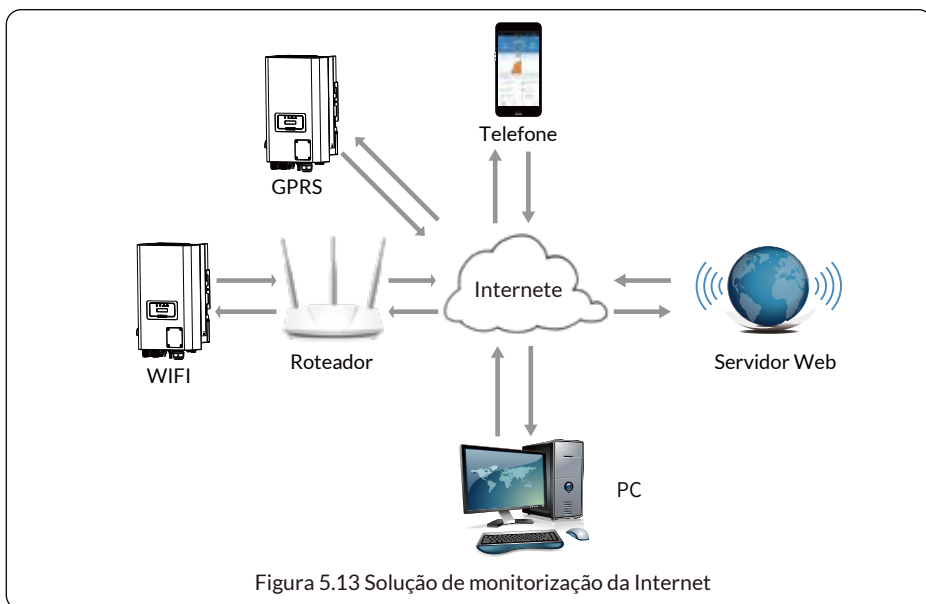 Telefone
GPRS
Internete
WIFI
Roteador
Servidor Web
PC
Figura 5.13 Solução de monitorização da Internet